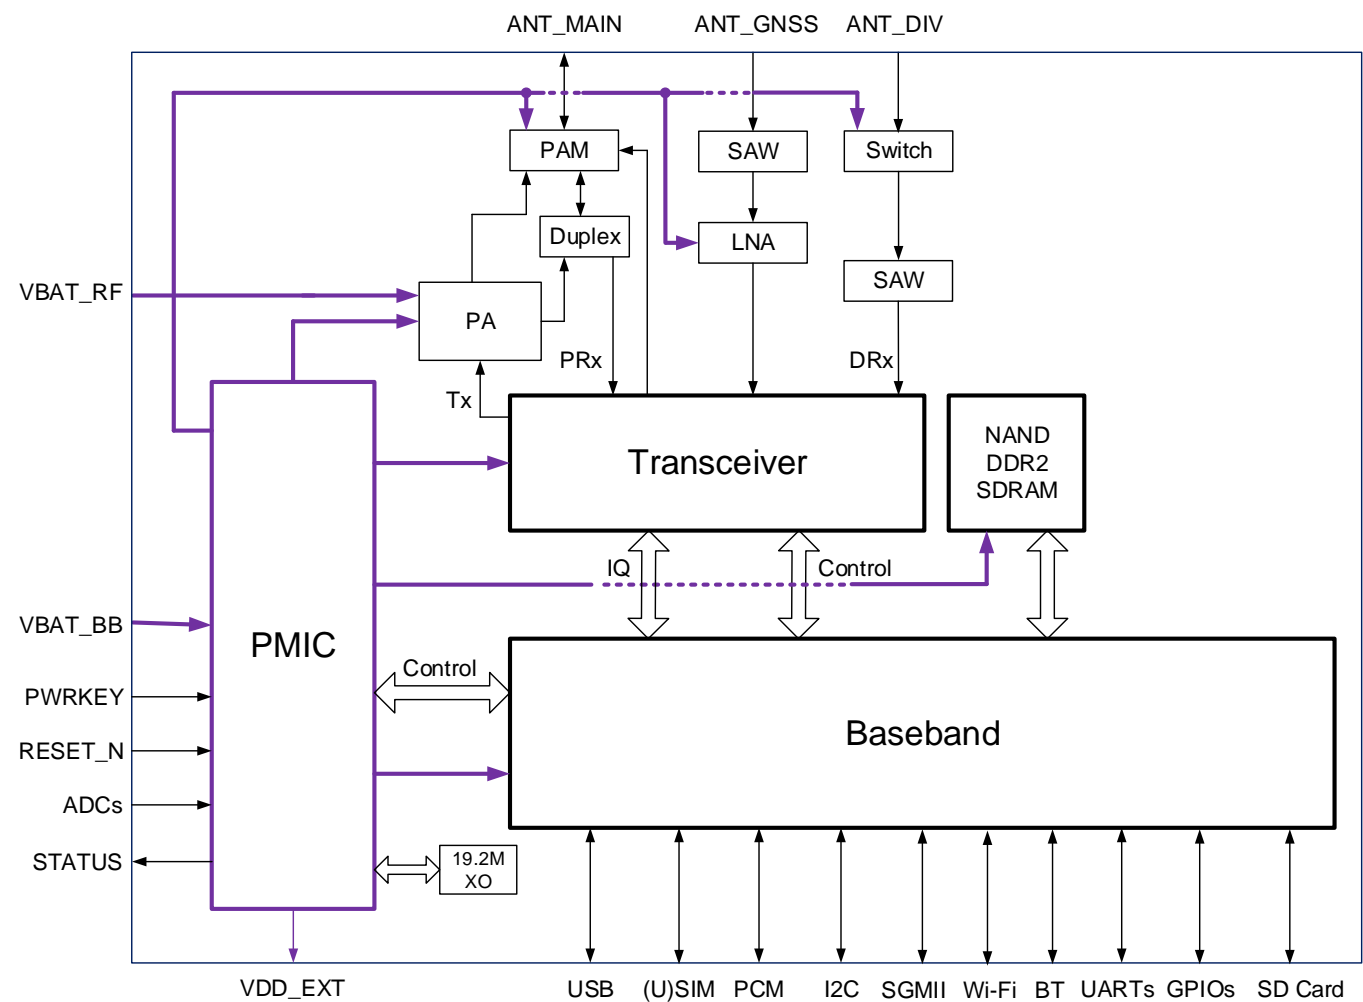 ANT_MAIN
ANT_GNSS
ANT_DIV
PAM
SAW
Switch
Duplex
LNA
SAW
VBAT_RF
PA
PRx
DRx
Tx
Transceiver
NAND
DDR2
SDRAM
IQ
Control
VBAT_BB
PMIC
Control
PWRKEY
Baseband
RESET_N
ADCs
STATUS
19.2M
XO
VDD_EXT
USB
(U)SIM
PCM
I2C
SGMII
Wi-Fi
BT
UARTs
GPIOs
SD Card